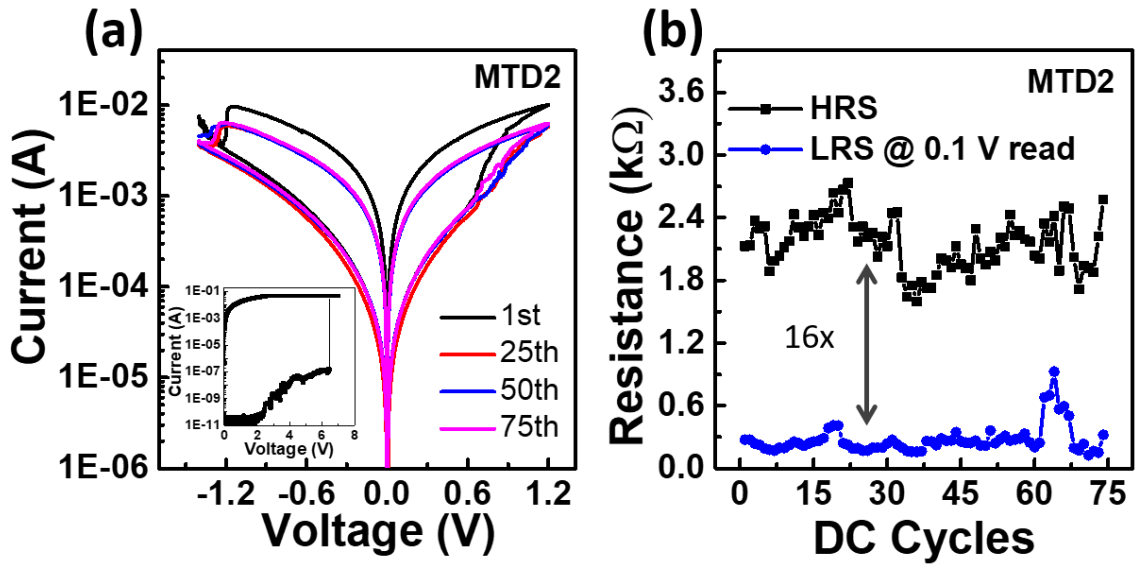 (a)
MTD2
1E-02
1E-03
1E-04
1E-05
1E-06
Current (A)
-1.2 -0.6 0.0 0.6 1.2
Voltage (V)
1st
25th
50th
75th
1E-01
1E-03
1E-05
1E-07
1E-09
1E-11
Current (A)
0 2 4 6 8
Voltage (V)
(b)
MTD2
HRS
LRS @ 0.1 V read
3.6
3.0
2.4
1.8
1.2
0.6
0.0
Resistance (kΩ)
16x
0 15 30 45 60 75
DC Cycles